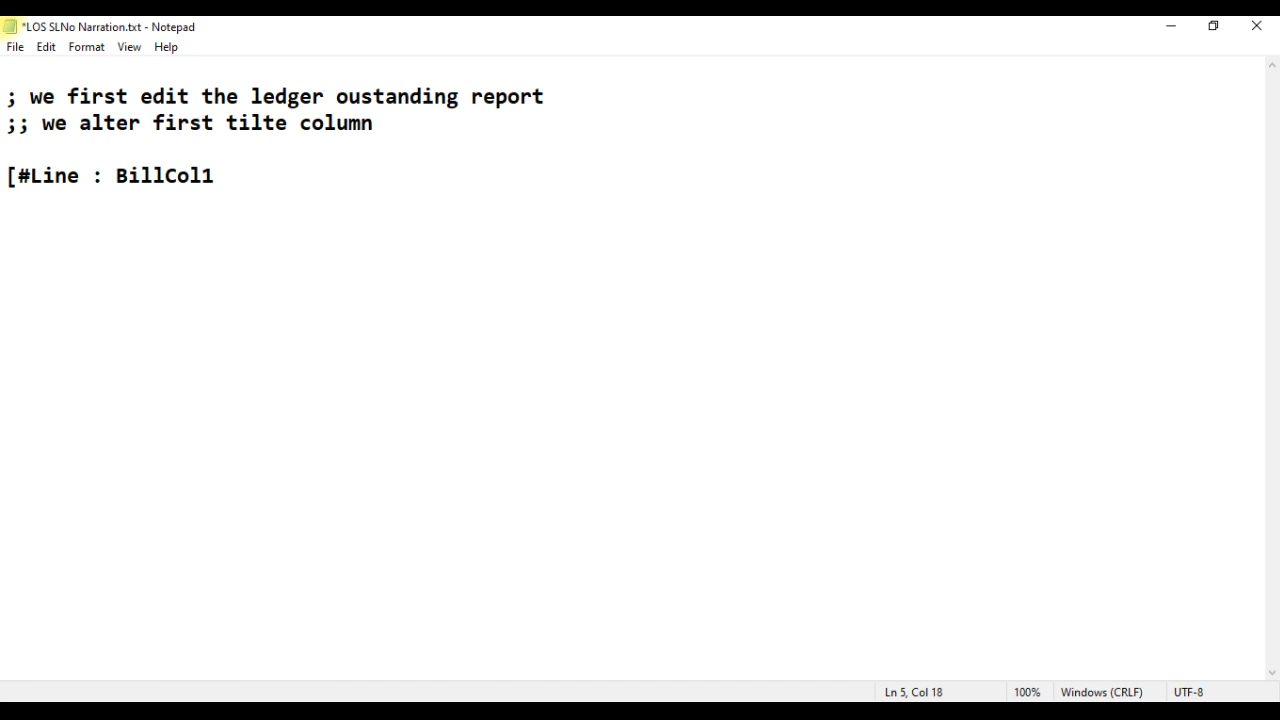 *LOS SLNo Narration.txt - Notepad
File Edit Format View Help
; we first edit the ledger oustanding report
;; we alter first tilte column
[#Line : BillCol1
Ln 5, Col 18 100% Windows (CRLF) UTF-8